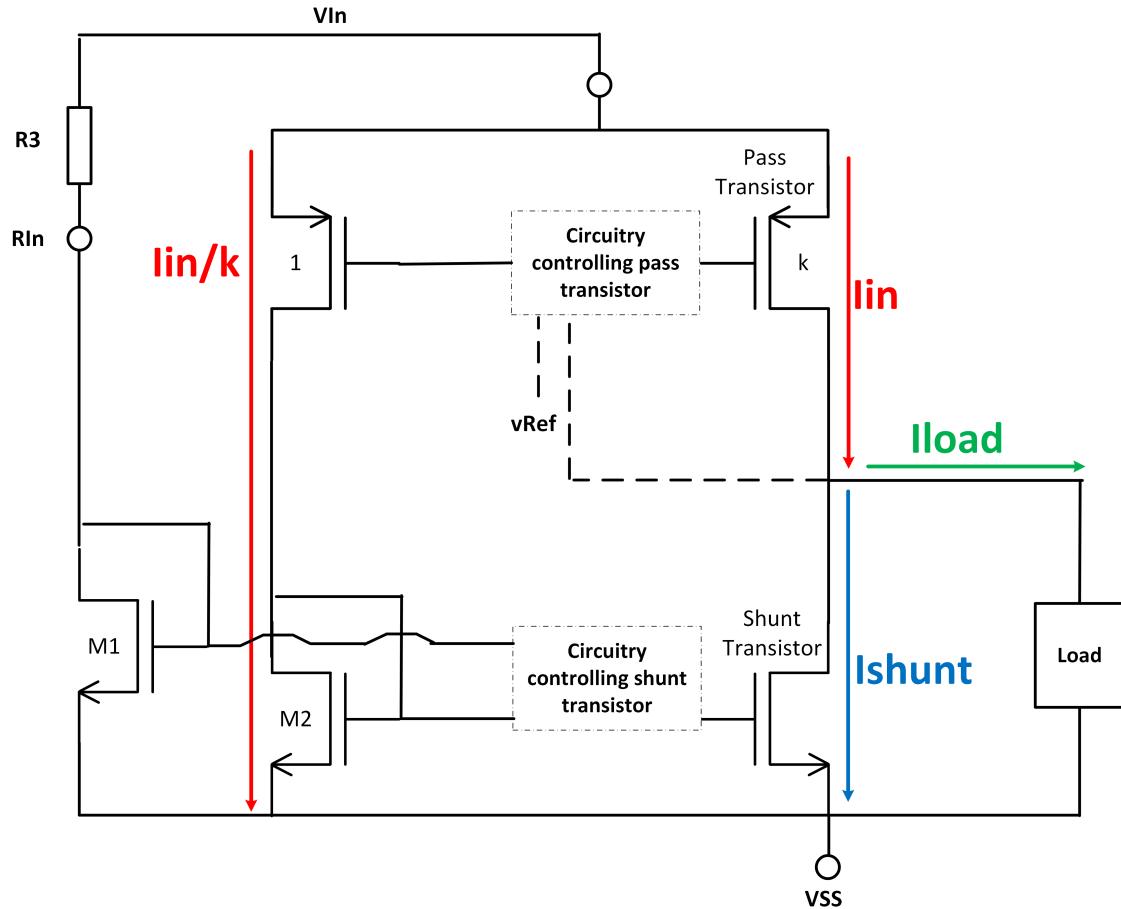 VIn
R3
RIn
Iin/k
1
Circuitry
controlling pass
transistor
vRef
Pass
Transistor
k
Iin
Iload
M1
M2
Circuitry
controlling shunt
transistor
Shunt
Transistor
Ishunt
Load
VSS